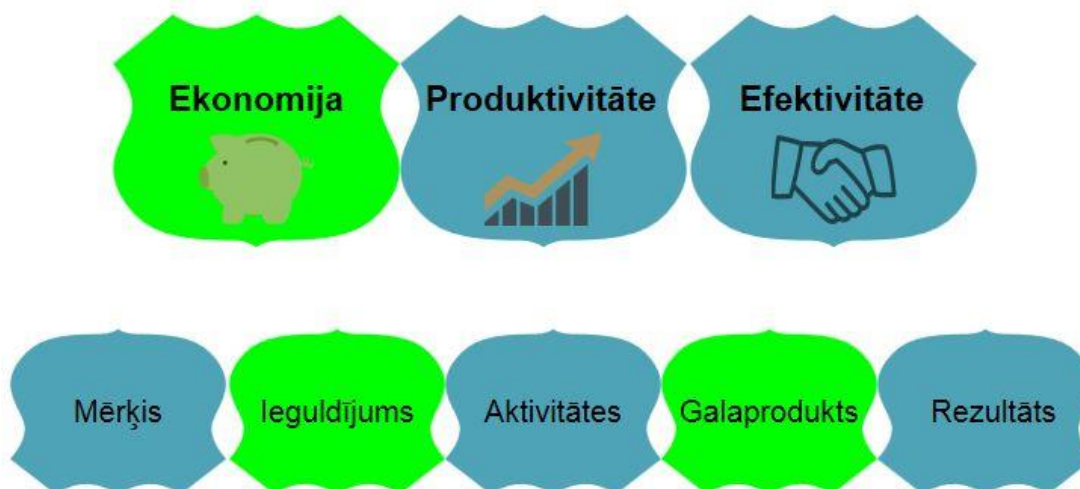 Ekonomija
Produktivitāte
Efektivitāte
Mērķis
Ieguldījums
Aktivitātes
Galaprodukts
Rezultāts